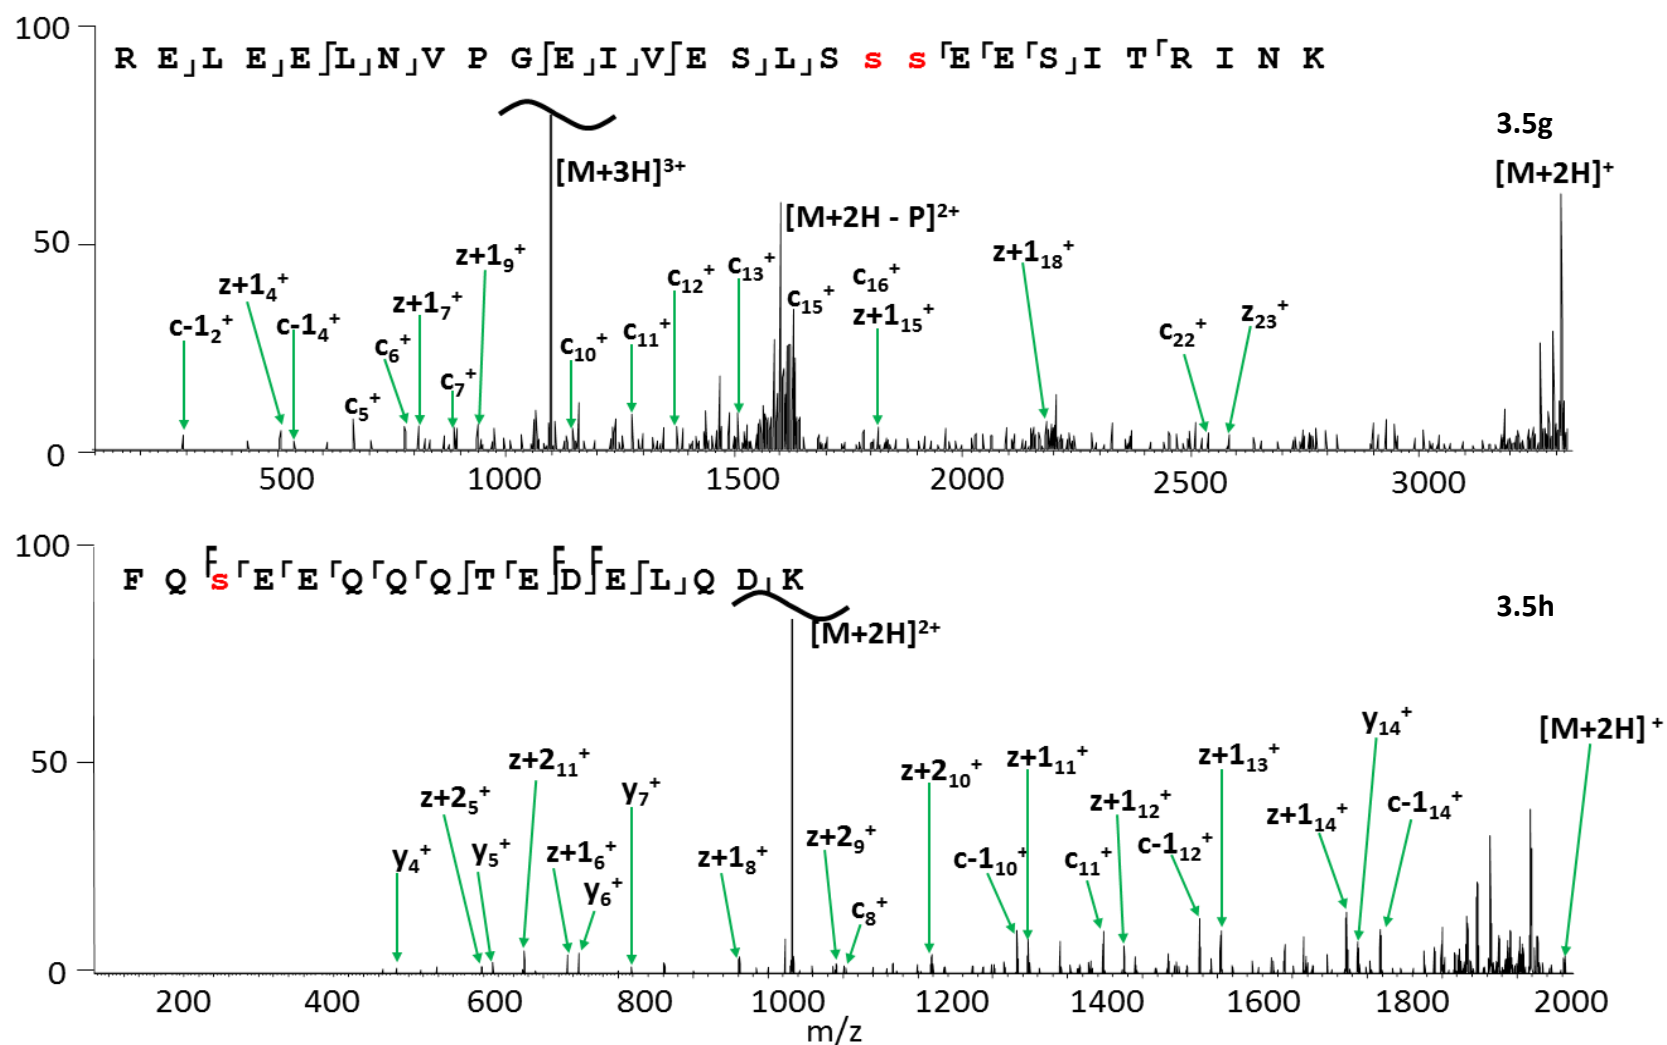 100
R E L E E L N V P G E I V E S L S s s E E S I T R I N K
3.5g
[M+3H]³⁺
[M+2H]⁺
[M+2H - P]²⁺
50
z+1₉⁺
z+1₁₈⁺
z+1₄⁺
c₁₂⁺
c₁₃⁺
c₁₆⁺
z+1₇⁺
c₁₅⁺
z+1₁₅⁺
z₂₃⁺
c-1₂⁺
c-1₄⁺
c₆⁺
c₁₀⁺
c₁₁⁺
c₂₂⁺
c₇⁺
c₅⁺
0
500 1000 1500 2000 2500 3000
100
F Q s E E Q Q Q T E D E L Q D K
3.5h
[M+2H]²⁺
50
z+2₁₁⁺
z+2₁₀⁺
z+1₁₁⁺
z+1₁₃⁺
y₁₄⁺
[M+2H] ⁺
z+2₅⁺
y₇⁺
z+1₁₂⁺
z+1₁₄⁺
c-1₁₄⁺
y₄⁺
y₅⁺
z+1₆⁺
z+1₈⁺
z+2₉⁺
c-1₁₀⁺
c₁₁⁺
c-1₁₂⁺
y₆⁺
c₈⁺
0
200 400 600 800 1000 1200 1400 1600 1800 2000
m/z